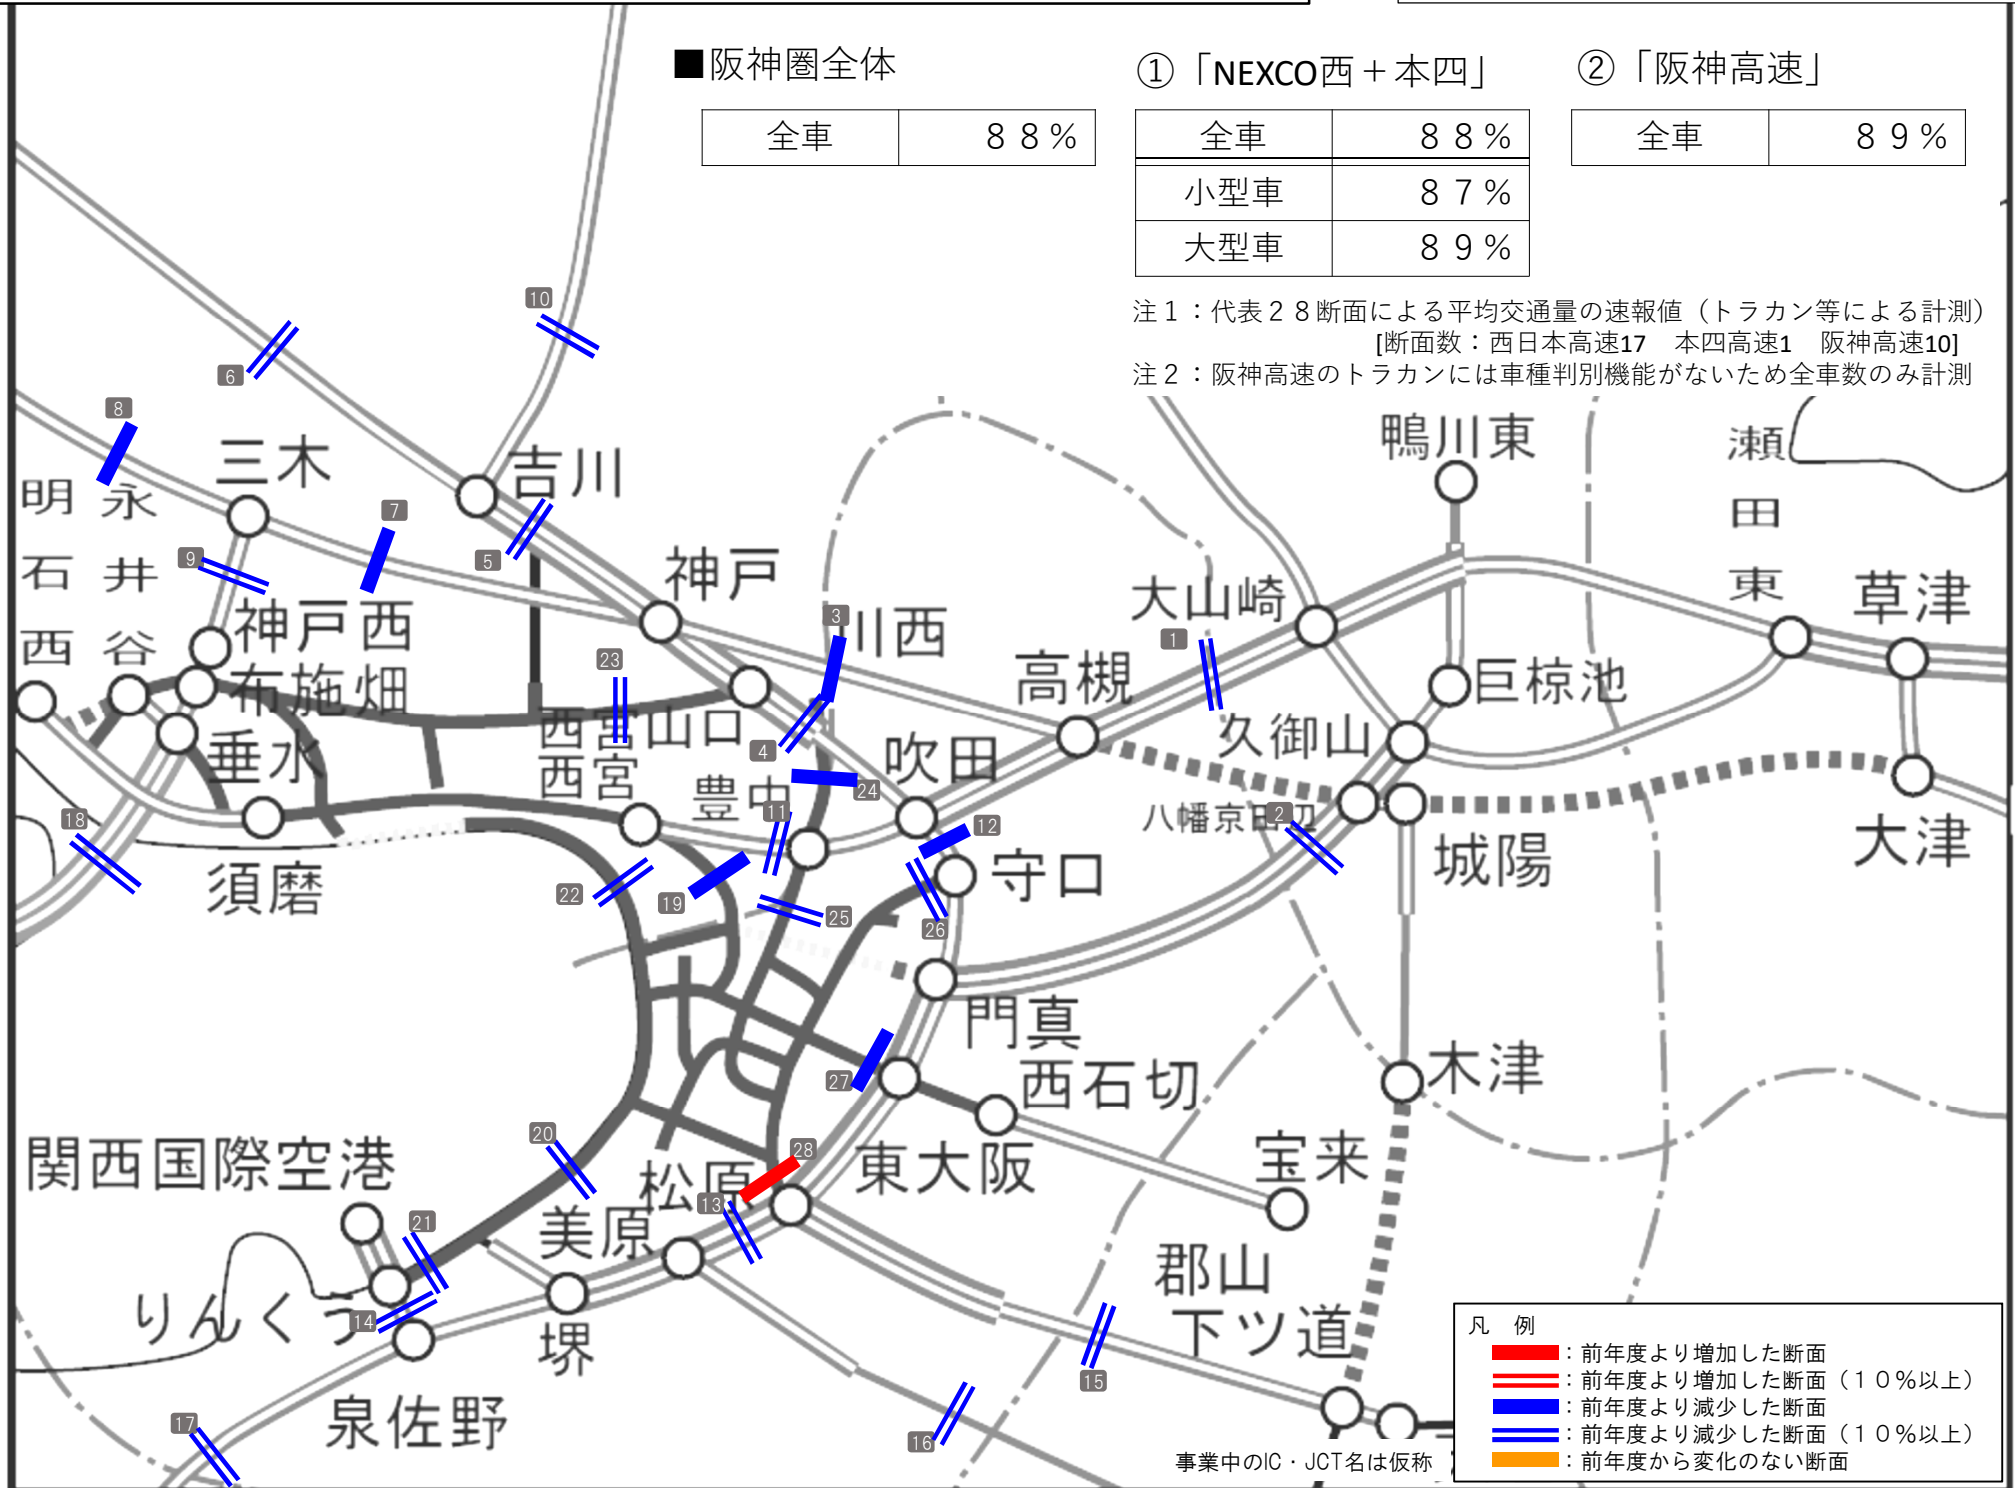 ■阪神圏全体
全車 88%
①「NEXCO西+本四」
全車 88%
小型車 87%
大型車 89%
②「阪神高速」
全車 89%
注1:代表28断面による平均交通量の速報値(トラカン等による計測)
[断面数:西日本高速17 本四高速1 阪神高速10]
注2:阪神高速のトラカンには車種判別機能がないため全車数のみ計測
10
6
8
三木
吉川
鴨川東
瀬田東
明石西
永井谷
7
9
5
神戸
大山崎
草津
神戸西
布施畑
23
3
川西
1
高槻
巨椋池
西宮山口
4
久御山
垂水
西宮
豊中
24
吹田
11
八幡京田辺
2
18
12
城陽
大津
須磨
22
19
25
守口
26
門真
27
西石切
木津
20
28
関西国際空港
松原
東大阪
宝来
13
21
美原
郡山下ツ道
りんくう
14
堺
15
泉佐野
17
16
事業中のIC・JCT名は仮称
凡 例
:前年度より増加した断面
:前年度より増加した断面(10%以上)
:前年度より減少した断面
:前年度より減少した断面(10%以上)
:前年度から変化のない断面